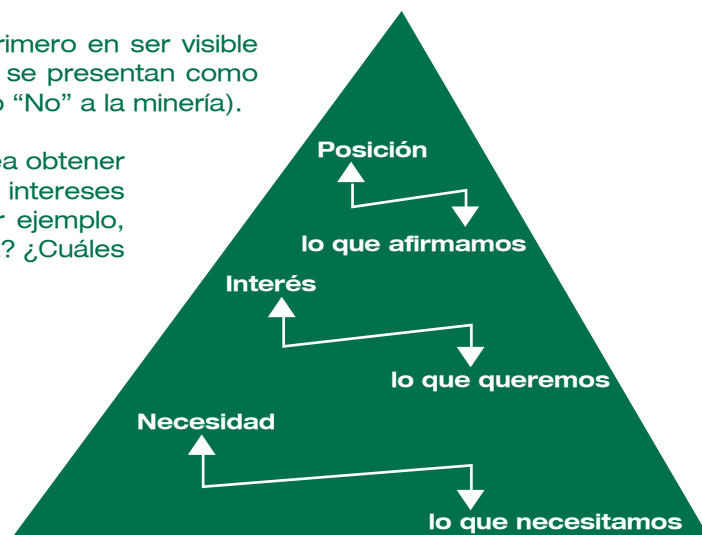 rimero en ser visible
se presentan como
“No” a la minería).
a obtener
intereses
ejemplo,
? ¿Cuáles
Posición
lo que afirmamos
Interés
lo que queremos
Necesidad
lo que necesitamos